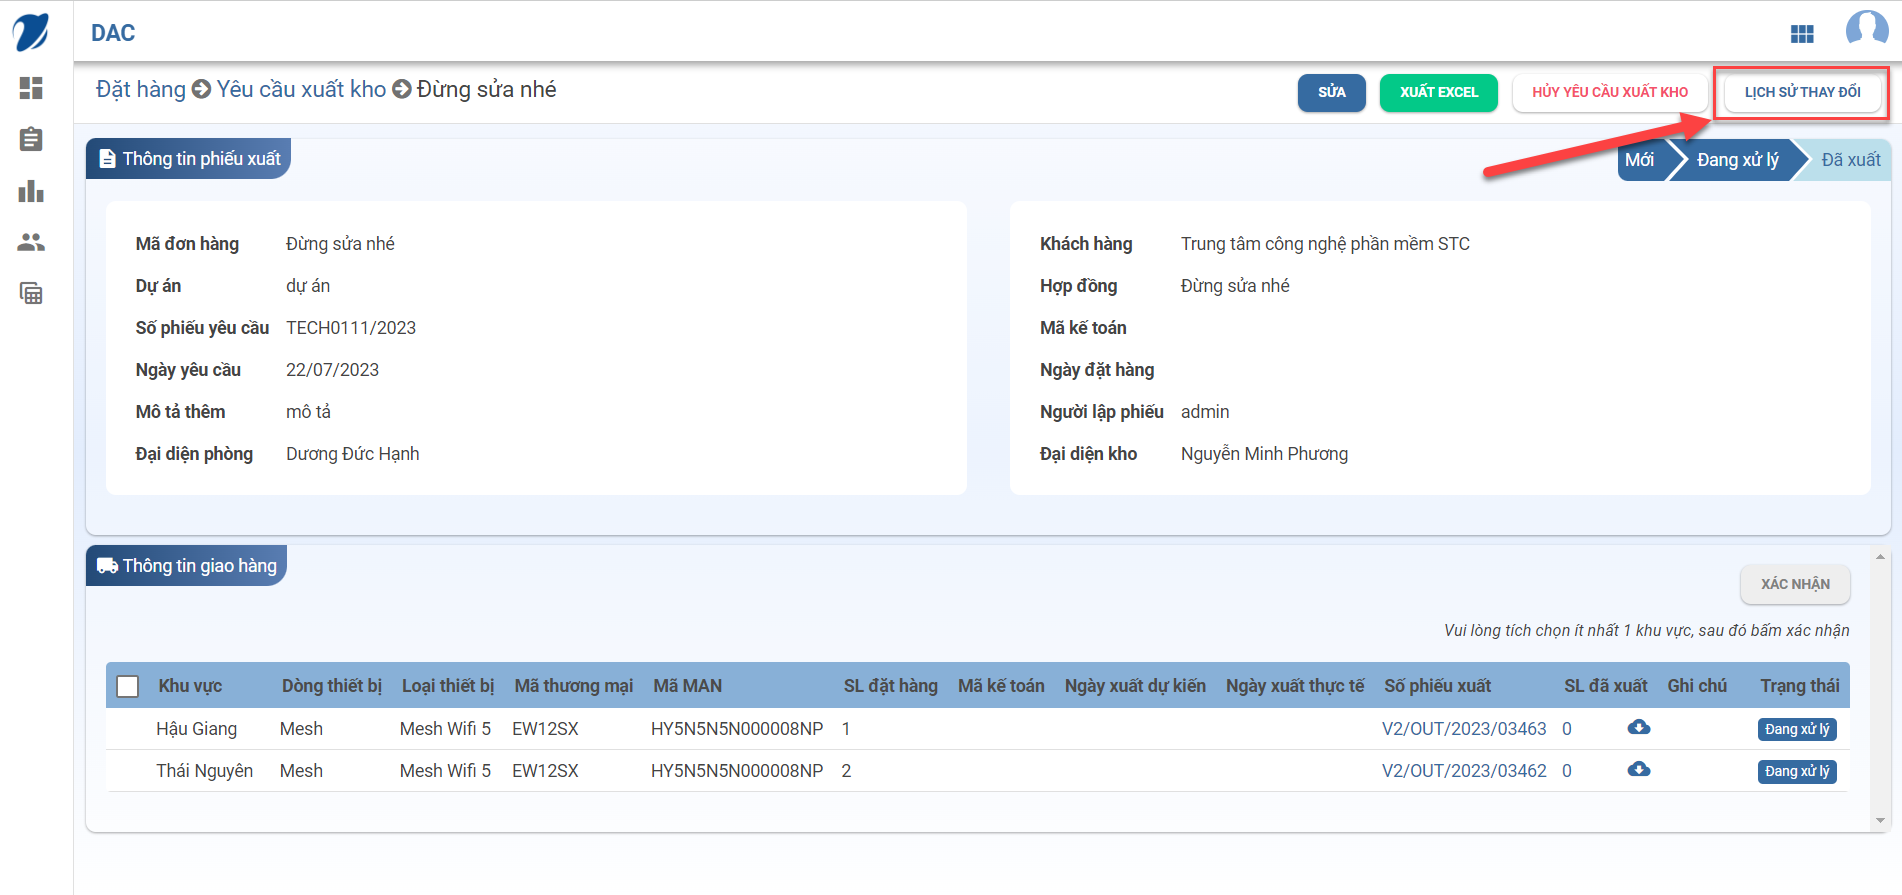 DAC
Đặt hàng Yêu cầu xuất kho Đừng sửa nhé
SỬA
XUẤT EXCEL
HỦY YÊU CẦU XUẤT KHO
LỊCH SỬ THAY ĐỔI
Thông tin phiếu xuất
Mới Đang xử lý Đã xuất
Mã đơn hàng Đừng sửa nhé
Dự án dự án
Số phiếu yêu cầu TECH0111/2023
Ngày yêu cầu 22/07/2023
Mô tả thêm mô tả
Đại diện phòng Dương Đức Hạnh
Khách hàng Trung tâm công nghệ phần mềm STC
Hợp đồng Đừng sửa nhé
Mã kế toán
Ngày đặt hàng
Người lập phiếu admin
Đại diện kho Nguyễn Minh Phương
Thông tin giao hàng
XÁC NHẬN
Vui lòng tích chọn ít nhất 1 khu vực, sau đó bấm xác nhận
Khu vực Dòng thiết bị Loại thiết bị Mã thương mại Mã MAN SL đặt hàng Mã kế toán Ngày xuất dự kiến Ngày xuất thực tế Số phiếu xuất SL đã xuất Ghi chú Trạng thái
Hậu Giang Mesh Mesh Wifi 5 EW12SX HY5N5N5N000008NP 1 V2/OUT/2023/03463 0 Đang xử lý
Thái Nguyên Mesh Mesh Wifi 5 EW12SX HY5N5N5N000008NP 2 V2/OUT/2023/03462 0 Đang xử lý